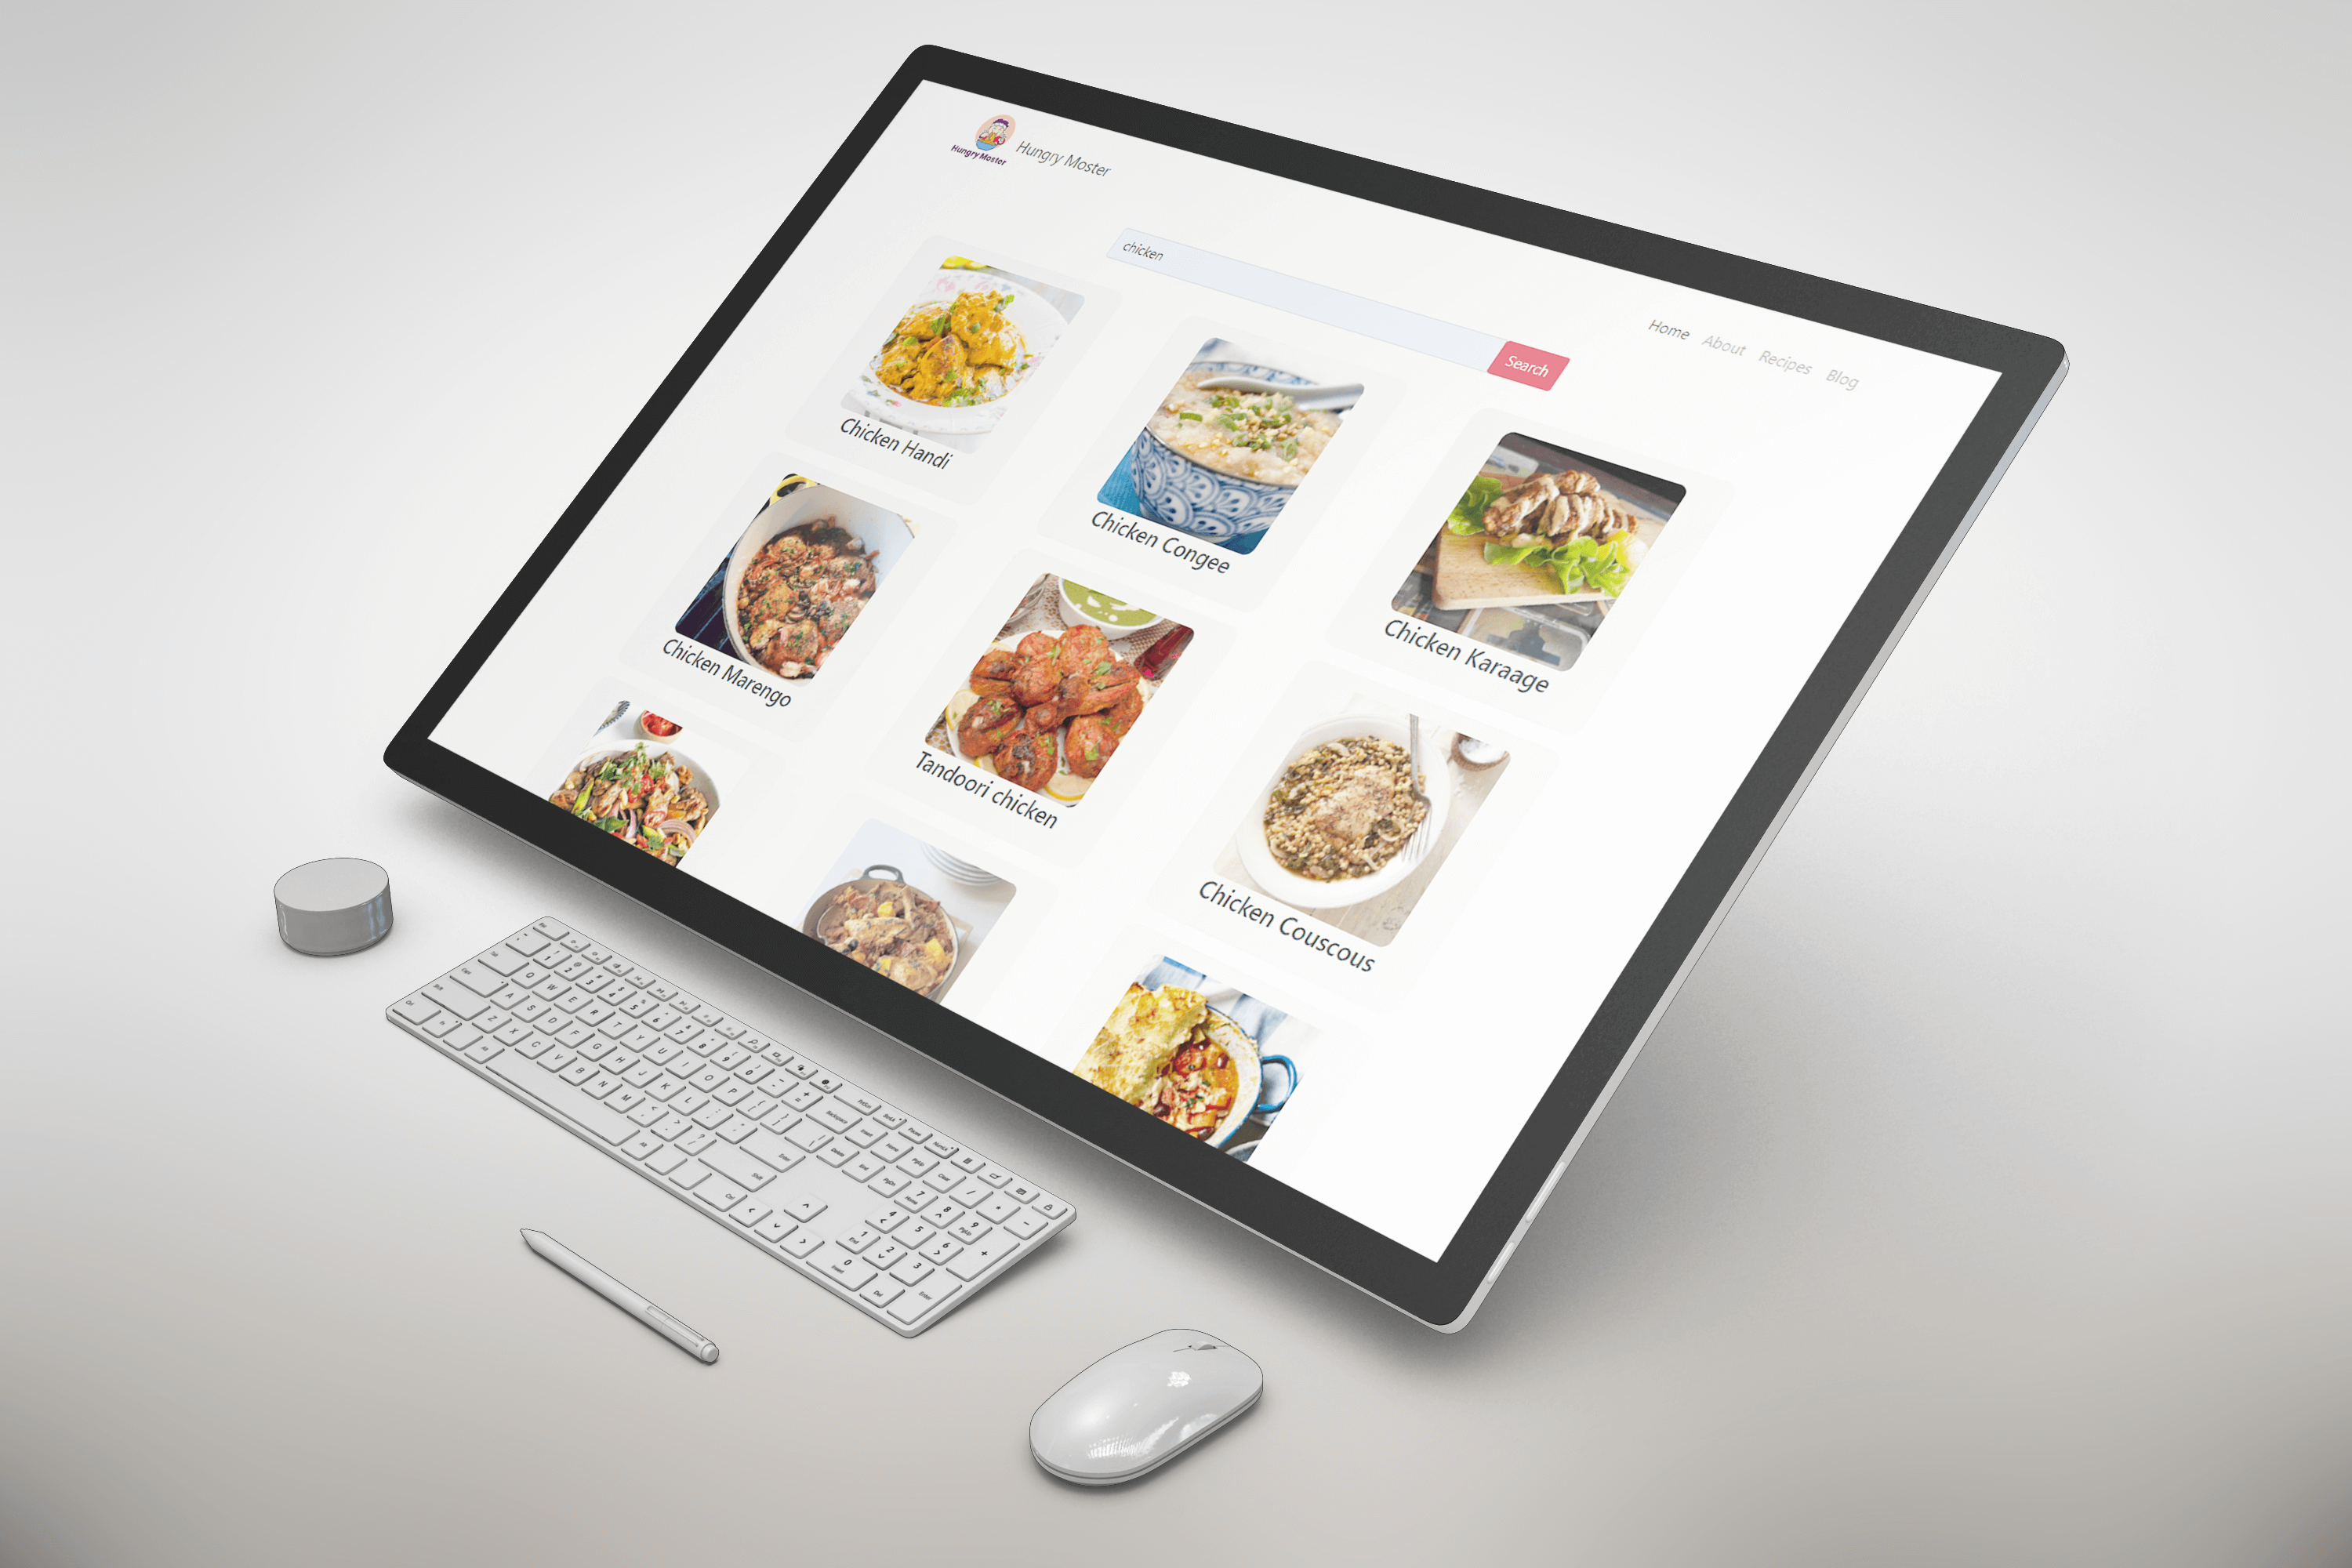 Hungry Moster
Hungry Moster
Home About Recipes Blog
chicken
Search
Chicken Handi
Chicken Congee
Chicken Karaage
Chicken Marengo
Tandoori chicken
Chicken Couscous